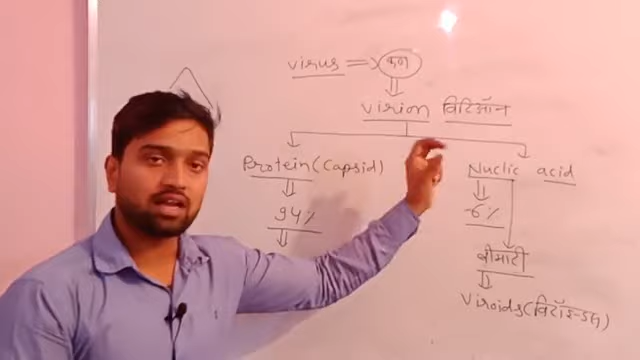 virus => कण
virion विरिऑन
Protein(Capsid)
Nuclic acid
94%
6%
बीमारी
Viroids(विरॉइड्स)